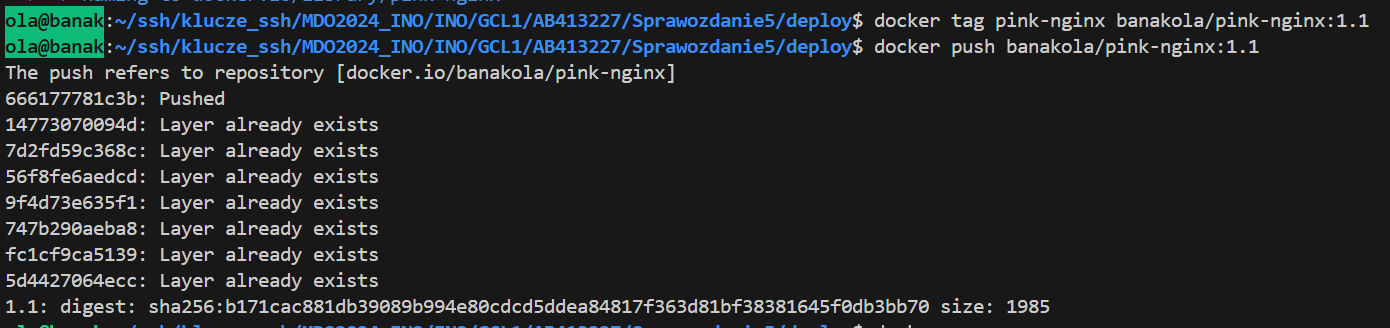 ola@banak:~/ssh/klucze_ssh/MDO2024_INO/INO/GCL1/AB413227/Sprawozdanie5/deploy$ docker tag pink-nginx banakola/pink-nginx:1.1
ola@banak:~/ssh/klucze_ssh/MDO2024_INO/INO/GCL1/AB413227/Sprawozdanie5/deploy$ docker push banakola/pink-nginx:1.1
The push refers to repository [docker.io/banakola/pink-nginx]
666177781c3b: Pushed
14773070094d: Layer already exists
7d2fd59c368c: Layer already exists
56f8fe6aedcd: Layer already exists
9f4d73e635f1: Layer already exists
747b290aeba8: Layer already exists
fc1cf9ca5139: Layer already exists
5d4427064ecc: Layer already exists
1.1: digest: sha256:b171cac881db39089b994e80cdcd5ddea84817f363d81bf38381645f0db3bb70 size: 1985